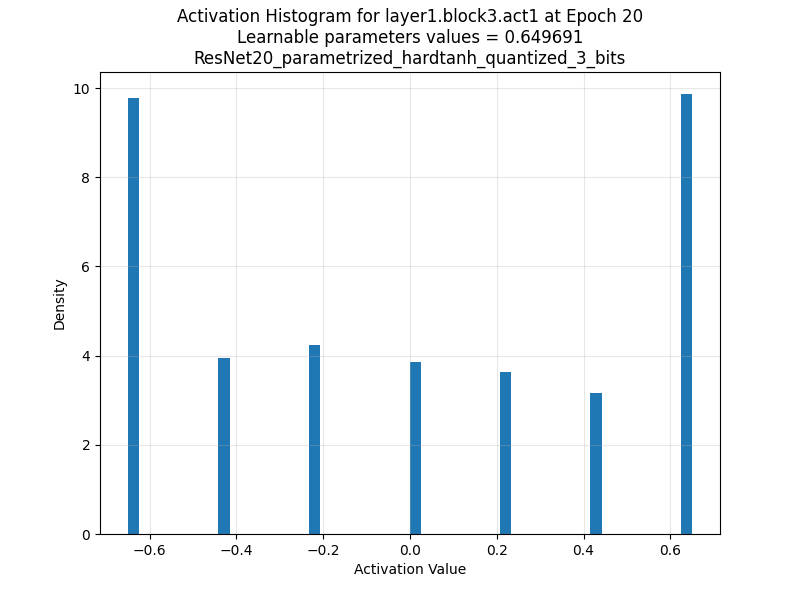 Activation Histogram for layer1.block3.act1 at Epoch 20
Learnable parameters values = 0.649691
ResNet20_parametrized_hardtanh_quantized_3_bits
10
8
6
4
2
0
Density
−0.6 −0.4 −0.2 0.0 0.2 0.4 0.6
Activation Value